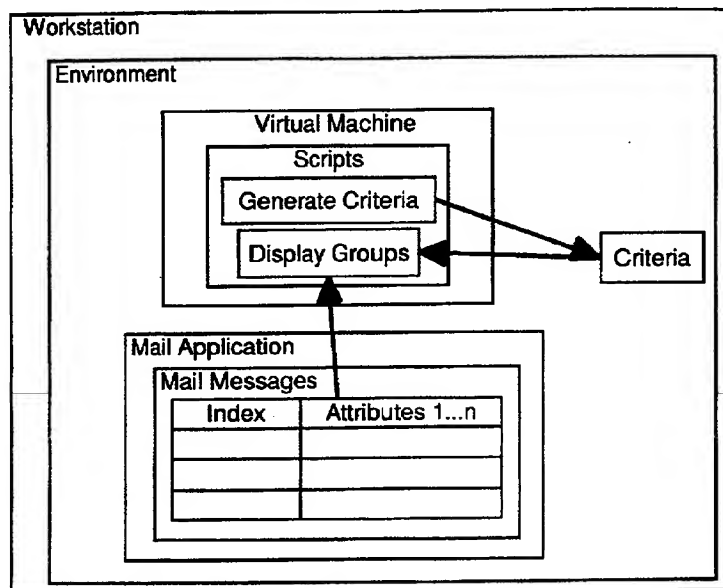 Workstation
Environment
Virtual Machine
Scripts
Generate Criteria
Display Groups
Criteria
Mail Application
Mail Messages
Index Attributes 1...n